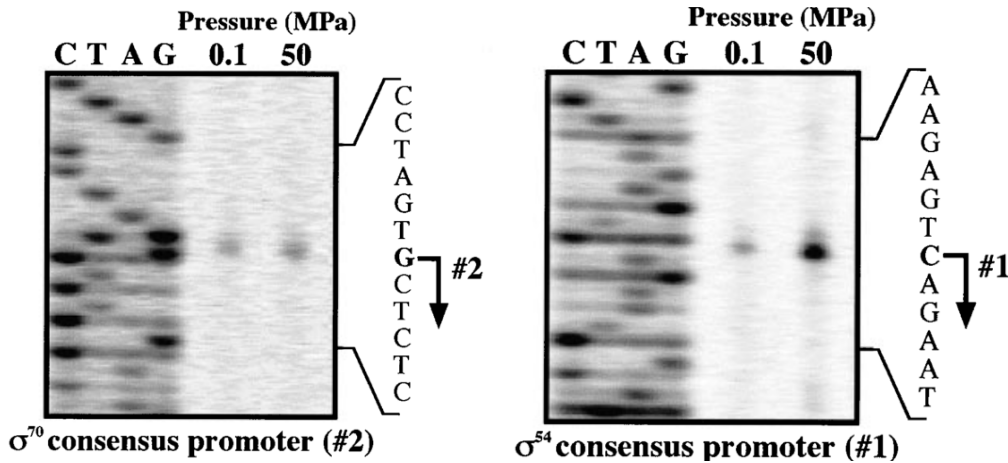 Pressure (MPa)
C T A G 0.1 50
C
C
T
A
G
T
G
C
T
C
T
C
#2
σ70 consensus promoter (#2)
Pressure (MPa)
C T A G 0.1 50
A
A
G
A
G
T
C
A
G
A
A
T
#1
σ54 consensus promoter (#1)